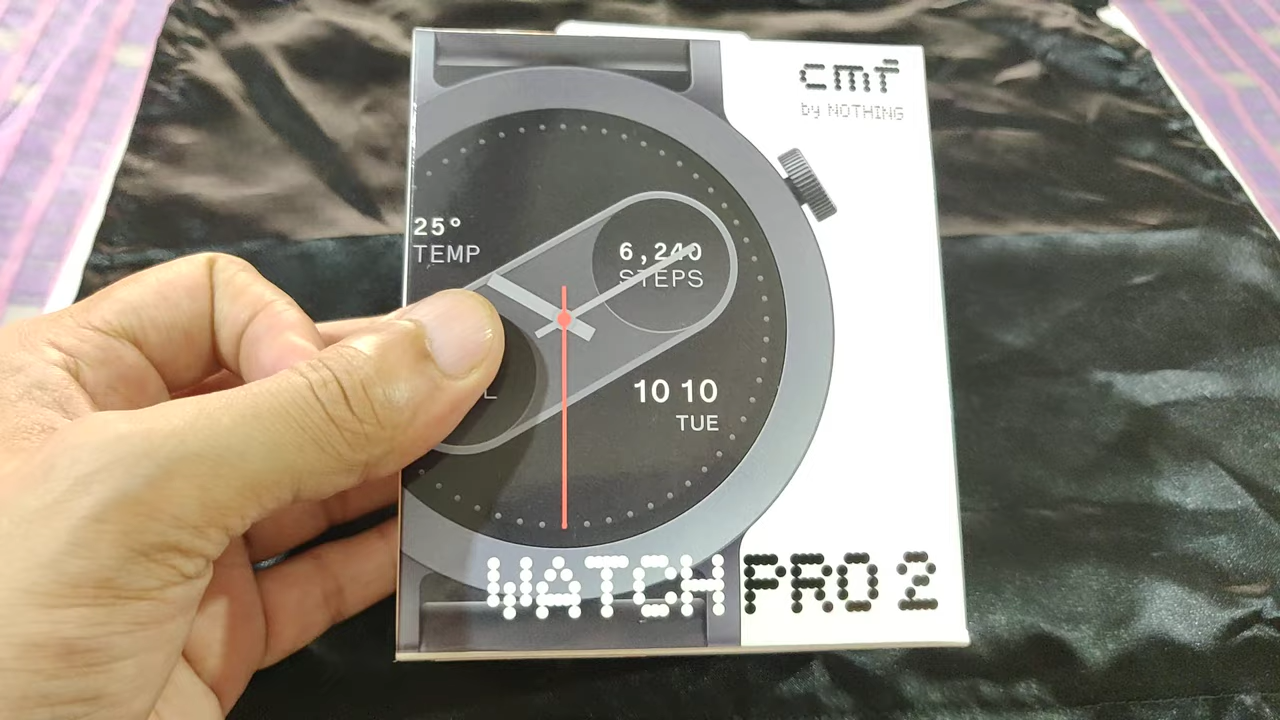 cmf
by NOTHING
25°
TEMP
6,240
STEPS
10 10
TUE
WATCH PRO 2